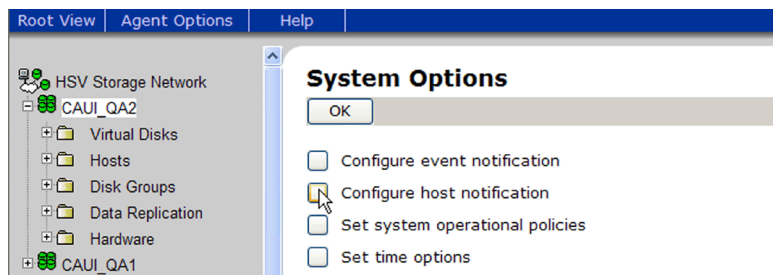 Root View Agent Options Help
HSV Storage Network
CAUI_QA2
Virtual Disks
Hosts
Disk Groups
Data Replication
Hardware
CAUI_QA1
System Options
OK
Configure event notification
Configure host notification
Set system operational policies
Set time options